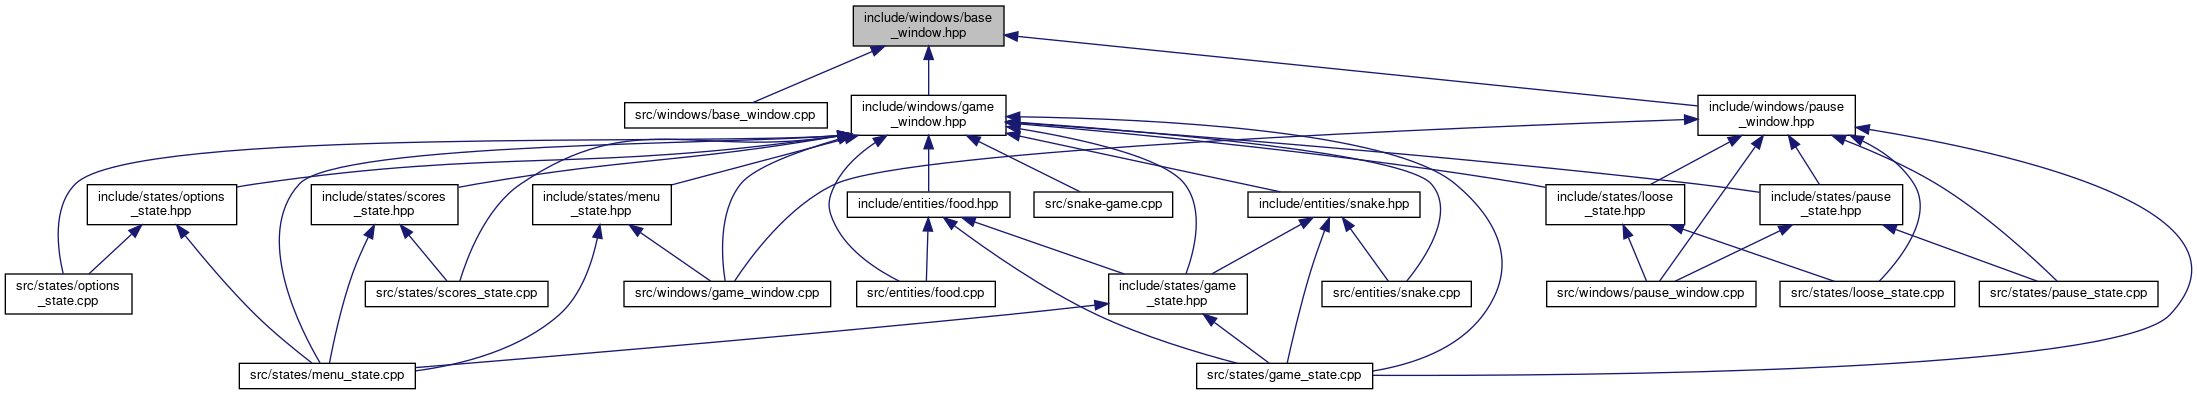 include/windows/base
_window.hpp
src/windows/base_window.cpp
include/windows/game
_window.hpp
include/windows/pause
_window.hpp
include/states/options
_state.hpp
include/states/scores
_state.hpp
include/states/menu
_state.hpp
include/entities/food.hpp
src/snake-game.cpp
include/entities/snake.hpp
include/states/loose
_state.hpp
include/states/pause
_state.hpp
src/states/options
_state.cpp
src/states/scores_state.cpp
src/windows/game_window.cpp
src/entities/food.cpp
include/states/game
_state.hpp
src/entities/snake.cpp
src/windows/pause_window.cpp
src/states/loose_state.cpp
src/states/pause_state.cpp
src/states/menu_state.cpp
src/states/game_state.cpp